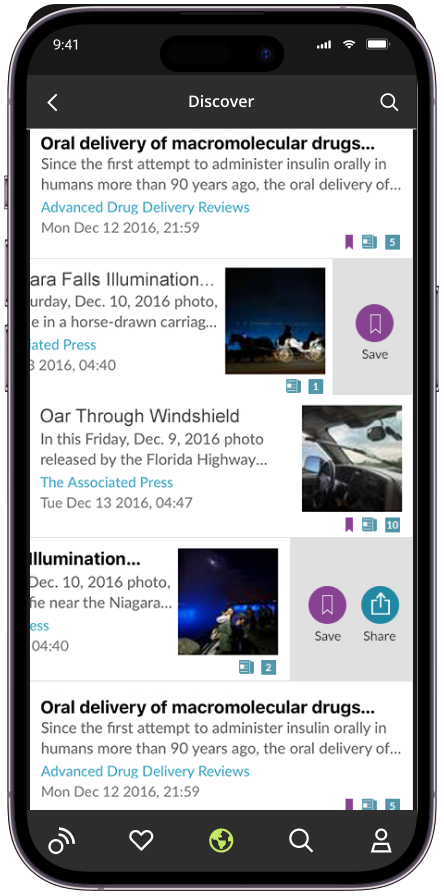 9:41
Discover
Oral delivery of macromolecular drugs...
Since the first attempt to administer insulin orally in
humans more than 90 years ago, the oral delivery of...
Advanced Drug Delivery Reviews
Mon Dec 12 2016, 21:59
5
ara Falls Illumination...
urday, Dec. 10, 2016 photo,
e in a horse-drawn carriag...
iated Press
3 2016, 04:40
1
Save
Oar Through Windshield
In this Friday, Dec. 9, 2016 photo
released by the Florida Highway...
The Associated Press
Tue Dec 13 2016, 04:47
10
Illumination...
Dec. 10, 2016 photo,
fie near the Niagara...
ess
04:40
2
Save Share
Oral delivery of macromolecular drugs...
Since the first attempt to administer insulin orally in
humans more than 90 years ago, the oral delivery of...
Advanced Drug Delivery Reviews
Mon Dec 12 2016, 21:59
5